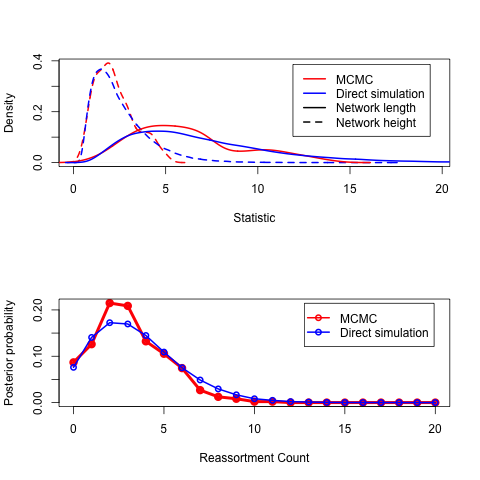 Density
0.0
0.2
0.4
MCMC
Direct simulation
Network length
Network height
0 5 10 15 20
Statistic
Posterior probability
0.00
0.10
0.20
MCMC
Direct simulation
0 5 10 15 20
Reassortment Count